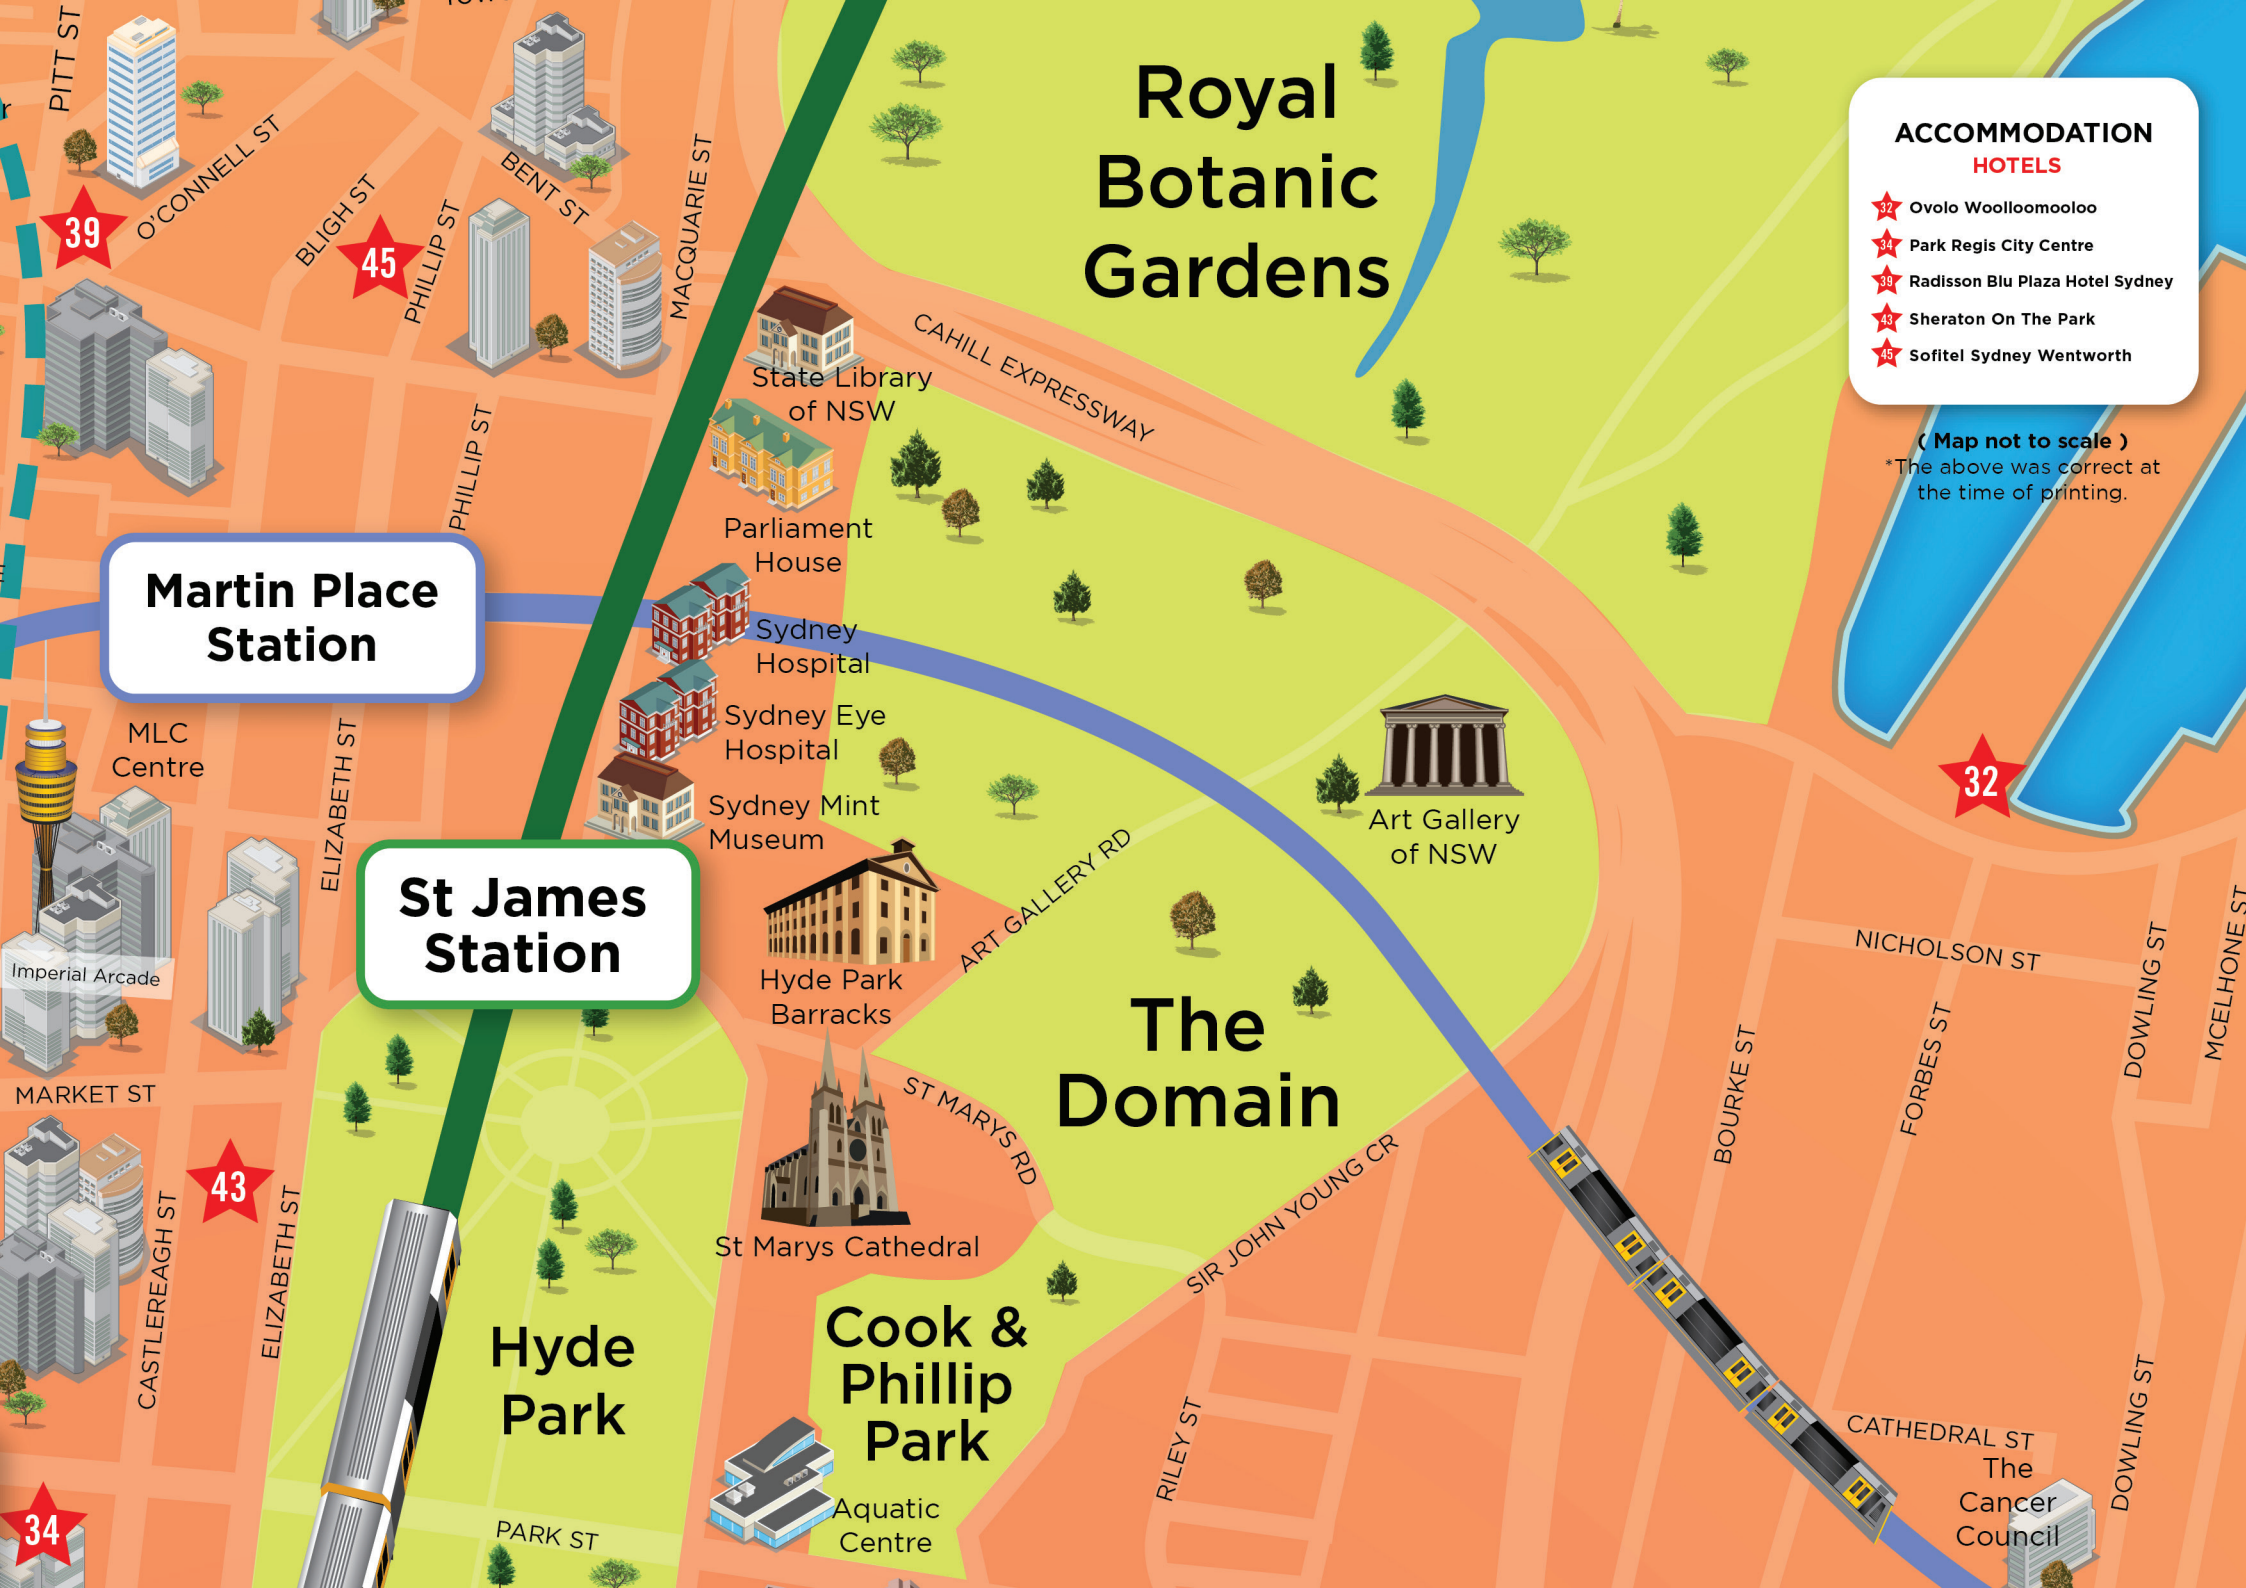 PITT ST
O'CONNELL ST
BLIGH ST
PHILLIP ST
BENT ST
MACQUARIE ST
39
45
Royal
Botanic
Gardens
CAHILL EXPRESSWAY
ACCOMMODATION
HOTELS
32 Ovolo Woolloomooloo
34 Park Regis City Centre
39 Radisson Blu Plaza Hotel Sydney
43 Sheraton On The Park
45 Sofitel Sydney Wentworth
( Map not to scale )
*The above was correct at
the time of printing.
State Library
of NSW
PHILLIP ST
Parliament
House
Martin Place
Station
Sydney
Hospital
Sydney Eye
Hospital
Sydney Mint
Museum
MLC
Centre
ELIZABETH ST
St James
Station
Imperial Arcade
Hyde Park
Barracks
ART GALLERY RD
Art Gallery
of NSW
32
The
Domain
NICHOLSON ST
DOWLING ST
MCELHONE ST
BOURKE ST
FORBES ST
MARKET ST
43
CASTLEREAGH ST
ELIZABETH ST
ST MARYS RD
St Marys Cathedral
SIR JOHN YOUNG CR
Hyde
Park
Cook &
Phillip
Park
Aquatic
Centre
RILEY ST
CATHEDRAL ST
The
Cancer
Council
DOWLING ST
34
PARK ST